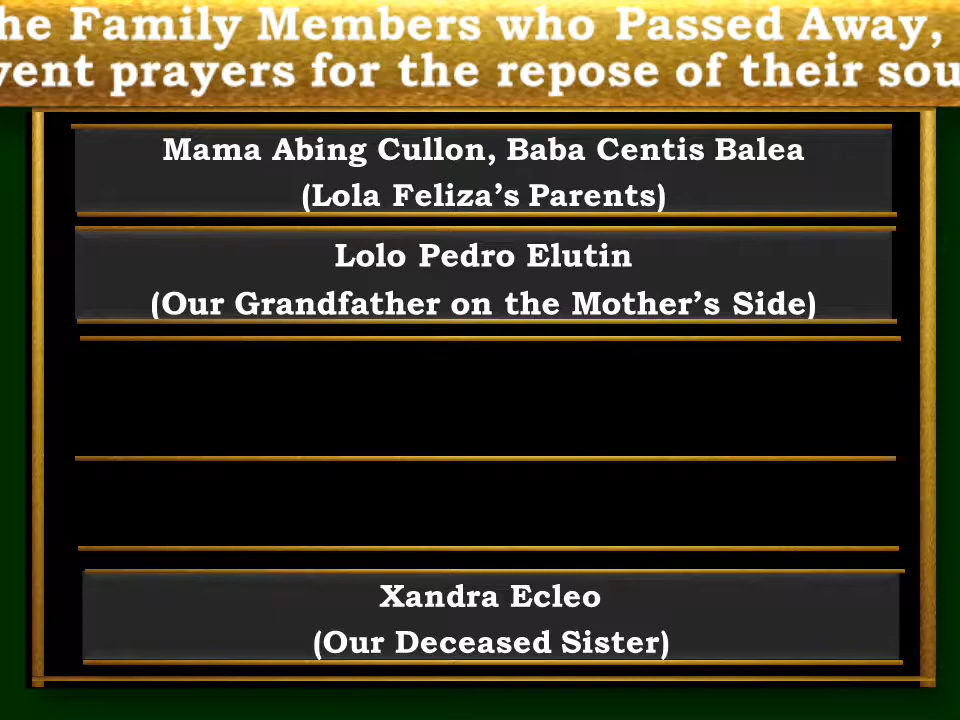 he Family Members who Passed Away,
vent prayers for the repose of their sou
Mama Abing Cullon, Baba Centis Balea
(Lola Feliza’s Parents)
Lolo Pedro Elutin
(Our Grandfather on the Mother’s Side)
Xandra Ecleo
(Our Deceased Sister)